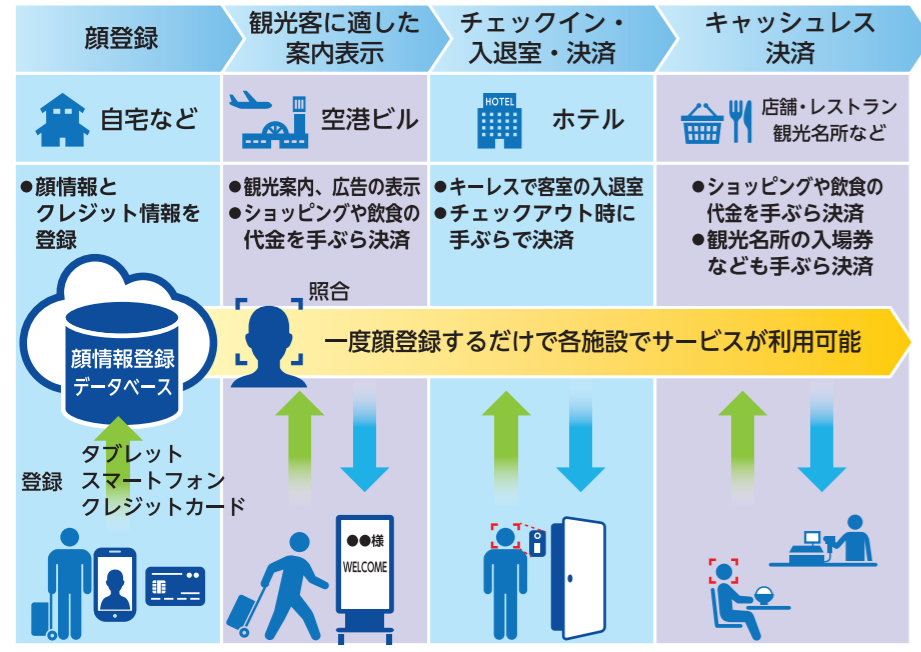 顔登録
観光客に適した
案内表示
チェックイン・
入退室・決済
キャッシュレス
決済
自宅など
空港ビル
HOTEL
ホテル
店舗・レストラン
観光名所など
●顔情報と
クレジット情報を
登録
●観光案内、広告の表示
●ショッピングや飲食の
代金を手ぶら決済
●キーレスで客室の入退室
●チェックアウト時に
手ぶらで決済
●ショッピングや飲食の
代金を手ぶら決済
●観光名所の入場券
なども手ぶら決済
照合
一度顔登録するだけで各施設でサービスが利用可能
顔情報登録
データベース
登録
タブレット
スマートフォン
クレジットカード
●●様
WELCOME